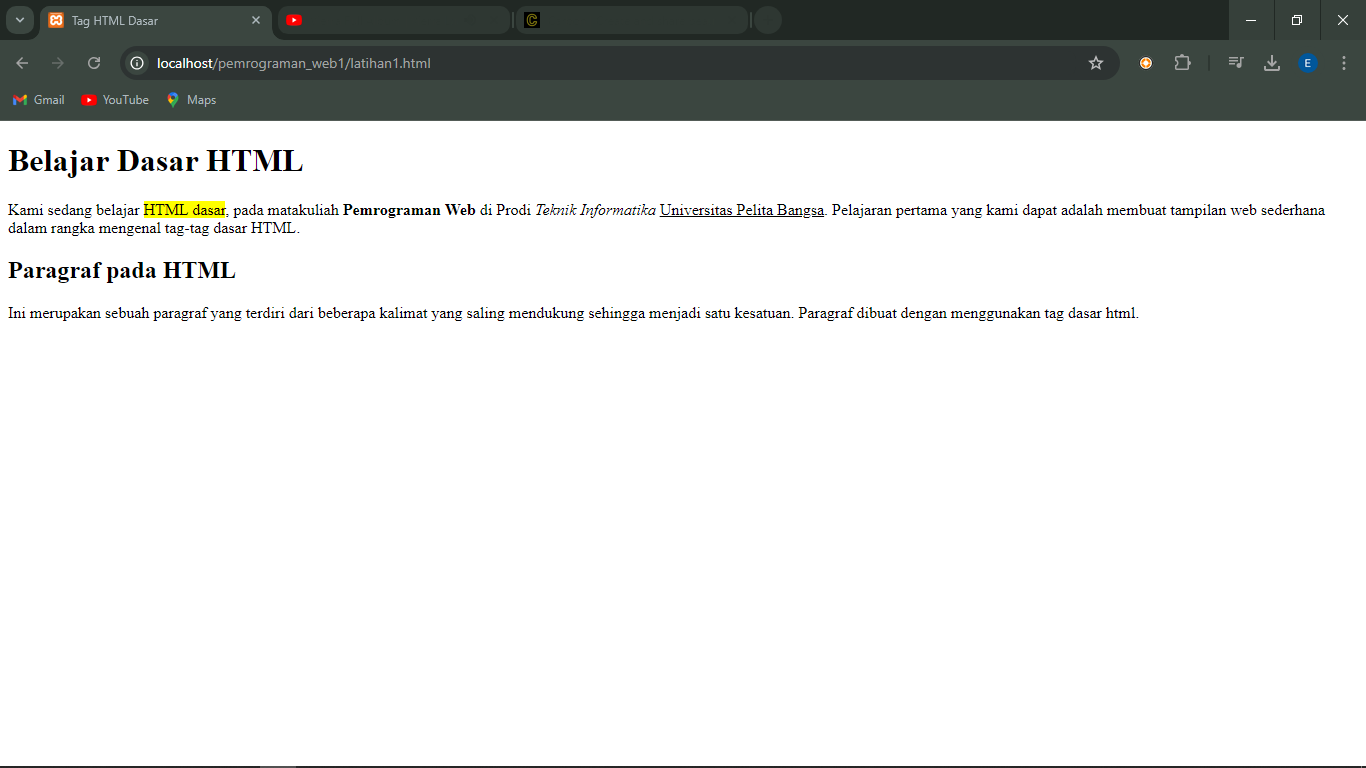 Tag HTML Dasar
localhost/pemrograman_web1/latihan1.html
E
Gmail YouTube Maps
Belajar Dasar HTML
Kami sedang belajar HTML dasar, pada matakuliah Pemrograman Web di Prodi Teknik Informatika Universitas Pelita Bangsa. Pelajaran pertama yang kami dapat adalah membuat tampilan web sederhana
dalam rangka mengenal tag-tag dasar HTML.
Paragraf pada HTML
Ini merupakan sebuah paragraf yang terdiri dari beberapa kalimat yang saling mendukung sehingga menjadi satu kesatuan. Paragraf dibuat dengan menggunakan tag dasar html.